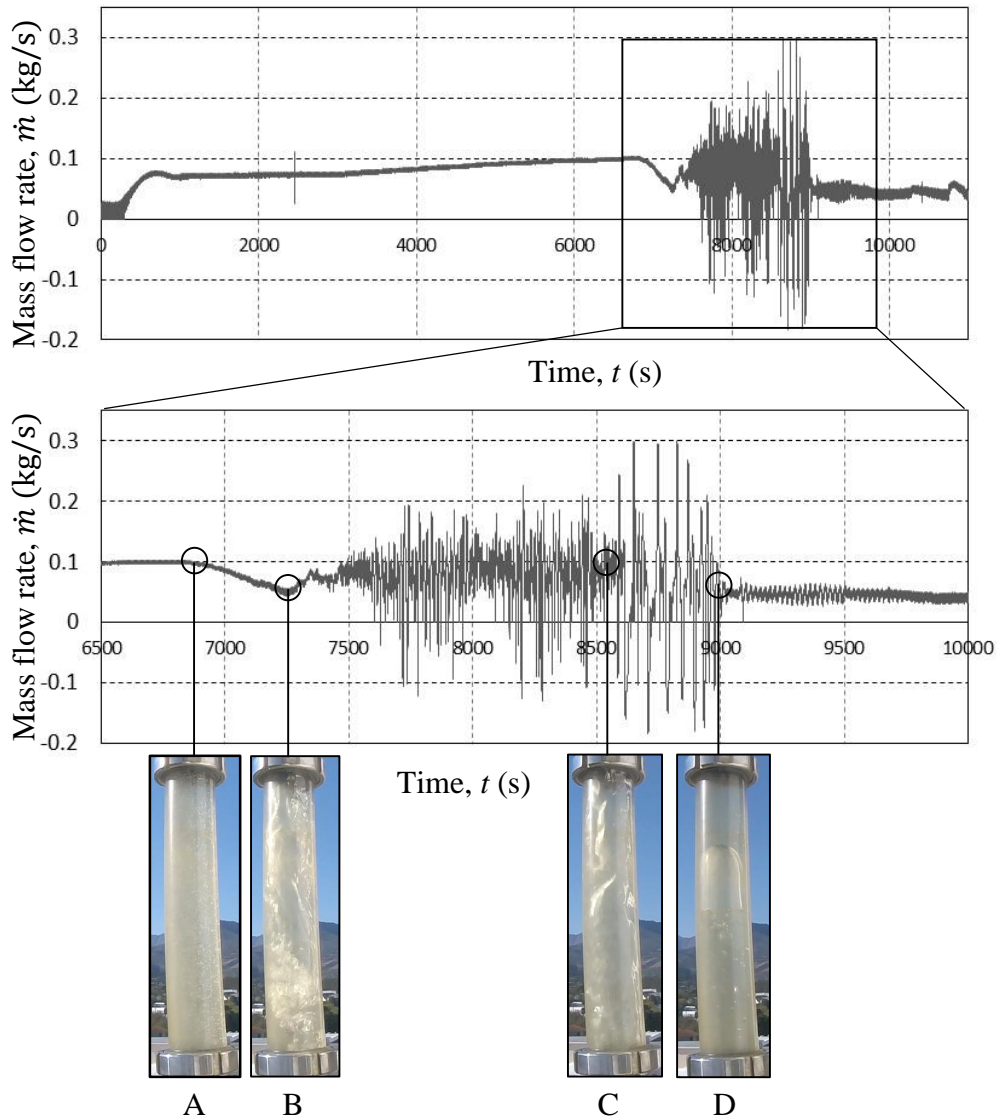 0.3
0.2
0.1
0
-0.1
-0.2
Mass flow rate, ṁ (kg/s)
0 2000 4000 6000 8000 10000
Time, t (s)
0.3
0.2
0.1
0
-0.1
-0.2
Mass flow rate, ṁ (kg/s)
6500 7000 7500 8000 8500 9000 9500 10000
Time, t (s)
A B C D